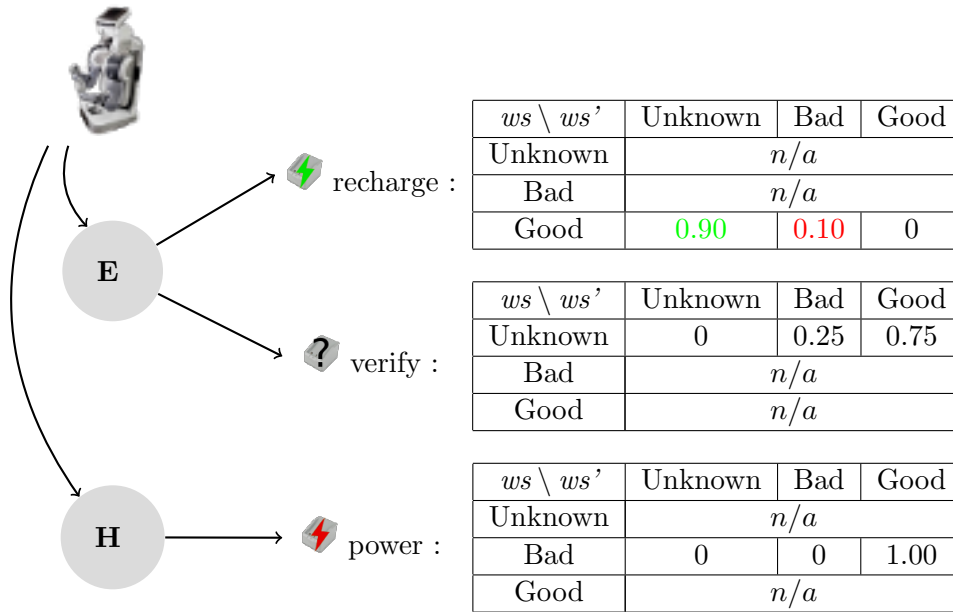 ws \ ws’ Unknown Bad Good
Unknown n/a
recharge : Bad n/a
Good 0.90 0.10 0
E
ws \ ws’ Unknown Bad Good
Unknown 0 0.25 0.75
? verify : Bad n/a
Good n/a
ws \ ws’ Unknown Bad Good
Unknown n/a
H power : Bad 0 0 1.00
Good n/a